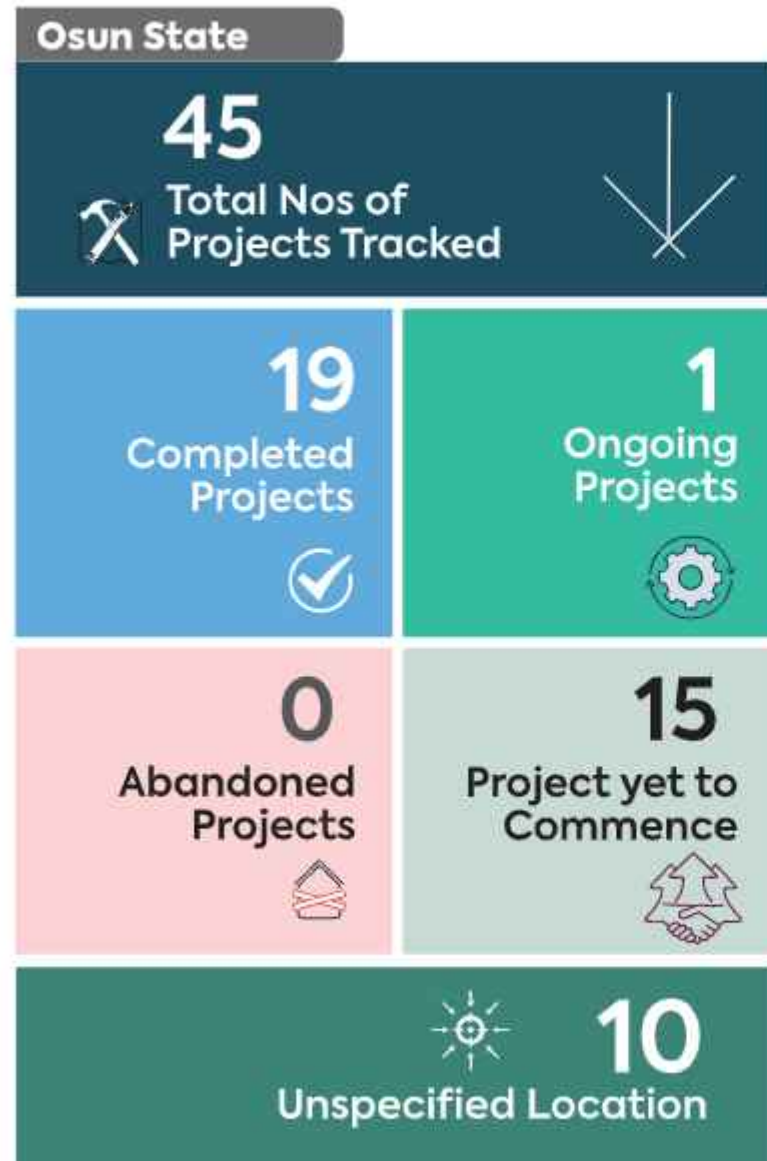 Osun State
45
Total Nos of
Projects Tracked
19
Completed
Projects
1
Ongoing
Projects
0
Abandoned
Projects
15
Project yet to
Commence
10
Unspecified Location